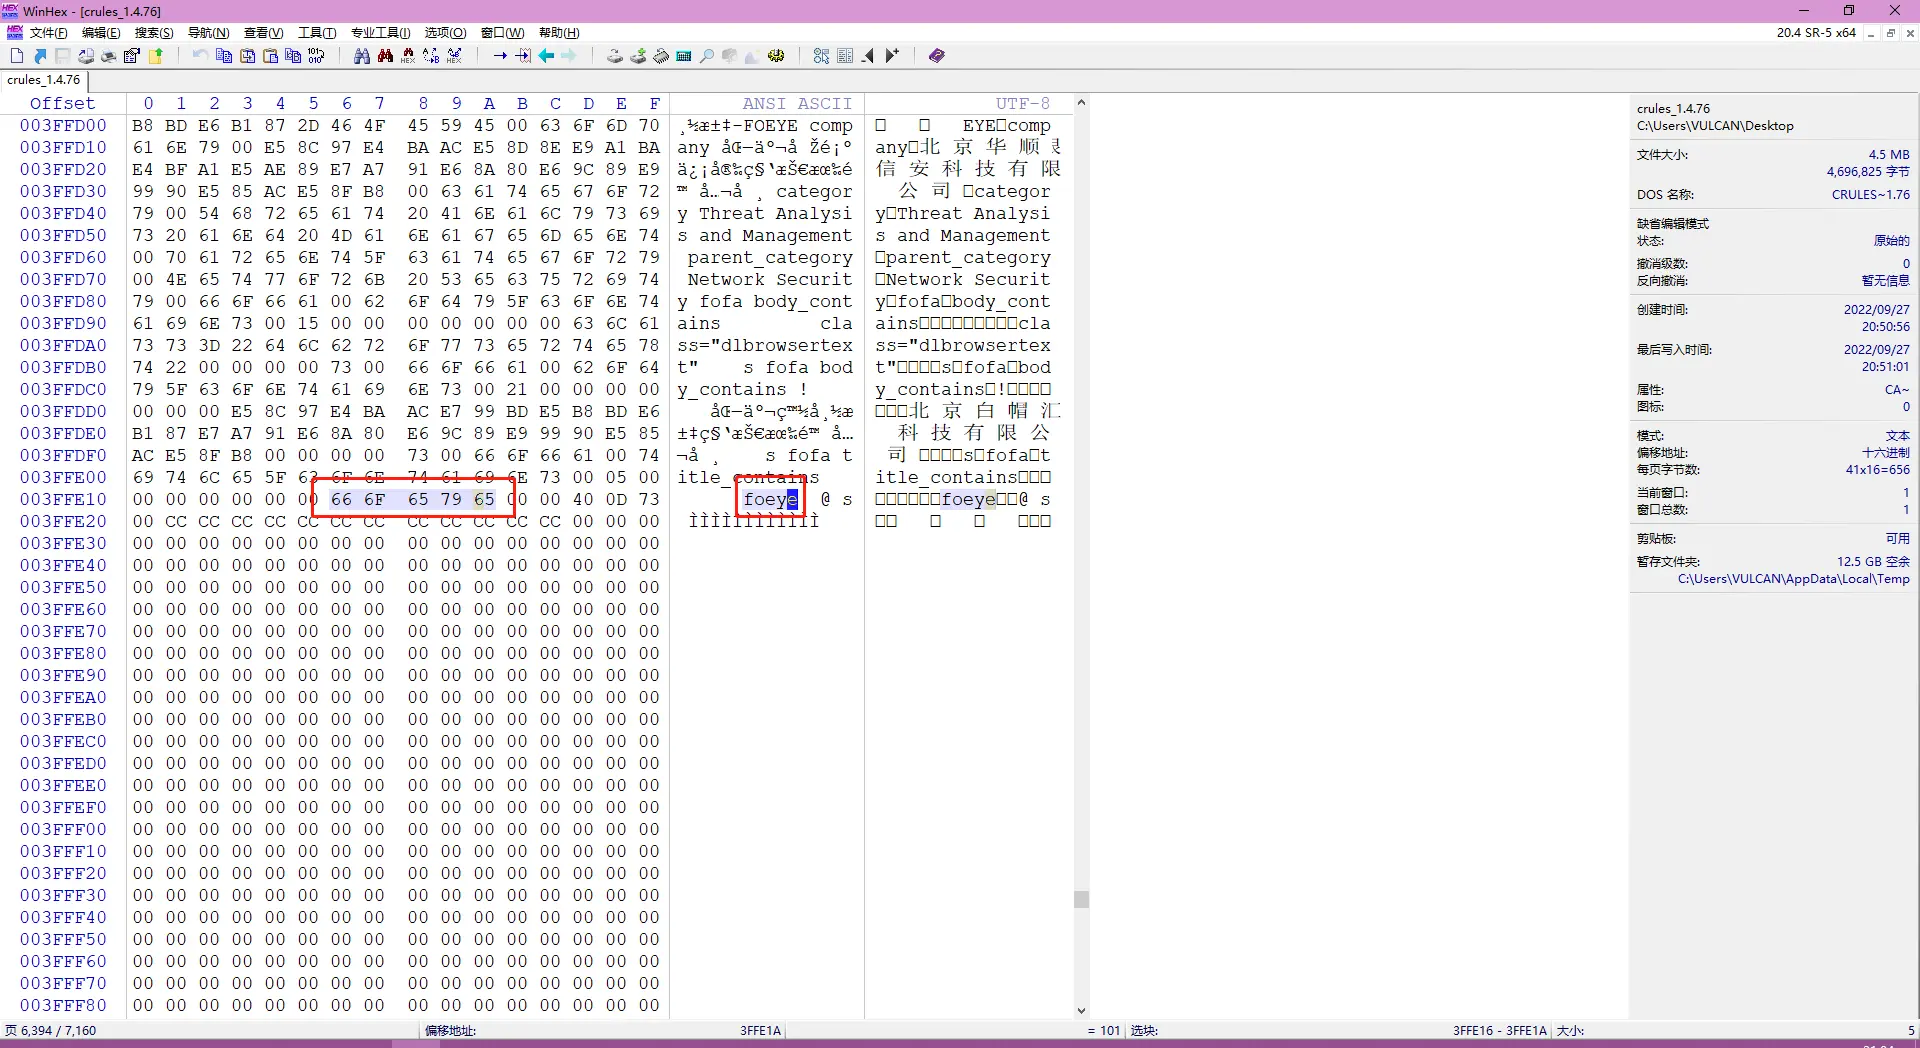 WinHex - [crules_1.4.76]
文件(F) 编辑(E) 搜索(S) 导航(N) 查看(V) 工具(T) 专业工具(I) 选项(O) 窗口(W) 帮助(H) 20.4 SR-5 x64
crules_1.4.76
Offset 0 1 2 3 4 5 6 7 8 9 A B C D E F ANSI ASCII UTF-8
003FFD00 B8 BD E6 B1 87 2D 46 4F 45 59 45 00 63 6F 6D 70 ¸½æ±‡-FOEYE comp EYE comp
003FFD10 61 6E 79 00 E5 8C 97 E4 BA AC E5 8D 8E E9 A1 BA any åŒ—äº¬å Žé¡º any 北京华顺
003FFD20 E4 BF A1 E5 AE 89 E7 A7 91 E6 8A 80 E6 9C 89 E9 ä¿¡å®‰ç§‘æŠ€æœ‰é 信安科技有限
003FFD30 99 90 E5 85 AC E5 8F B8 00 63 61 74 65 67 6F 72 ™ å…¬å ¸ categor 公司 categor
003FFD40 79 00 54 68 72 65 61 74 20 41 6E 61 6C 79 73 69 y Threat Analysi y Threat Analysi
003FFD50 73 20 61 6E 64 20 4D 61 6E 61 67 65 6D 65 6E 74 s and Management s and Management
003FFD60 00 70 61 72 65 6E 74 5F 63 61 74 65 67 6F 72 79 parent_category parent_category
003FFD70 00 4E 65 74 77 6F 72 6B 20 53 65 63 75 72 69 74 Network Securit Network Securit
003FFD80 79 00 66 6F 66 61 00 62 6F 64 79 5F 63 6F 6E 74 y fofa body_cont y fofa body_cont
003FFD90 61 69 6E 73 00 15 00 00 00 00 00 00 00 63 6C 61 ains cla ains cla
003FFDA0 73 73 3D 22 64 6C 62 72 6F 77 73 65 72 74 65 78 ss="dlbrowsertex ss="dlbrowsertex
003FFDB0 74 22 00 00 00 00 73 00 66 6F 66 61 00 62 6F 64 t" s fofa bod t" s fofa bod
003FFDC0 79 5F 63 6F 6E 74 61 69 6E 73 00 21 00 00 00 00 y_contains ! y_contains !
003FFDD0 00 00 00 E5 8C 97 E4 BA AC E7 99 BD E5 B8 BD E6 åŒ—äº¬ç™½å¸½æ 北京白帽汇
003FFDE0 B1 87 E7 A7 91 E6 8A 80 E6 9C 89 E9 99 90 E5 85 ±‡ç§‘æŠ€æœ‰é™ å… 科技有限公
003FFDF0 AC E5 8F B8 00 00 00 00 73 00 66 6F 66 61 00 74 ¬å ¸ s fofa t 司 s fofa t
003FFE00 69 74 6C 65 5F 63 6F 6E 74 61 69 6E 73 00 05 00 itle_contains itle_contains
003FFE10 00 00 00 00 00 00 66 6F 65 79 65 00 00 00 40 0D 73 foeye @ s foeye @ s
003FFE20 00 CC CC CC CC CC CC CC CC CC CC CC CC 00 00 00 ÌÌÌÌÌÌÌÌÌÌÌÌ
003FFE30 00 00 00 00 00 00 00 00 00 00 00 00 00 00 00 00
003FFE40 00 00 00 00 00 00 00 00 00 00 00 00 00 00 00 00
003FFE50 00 00 00 00 00 00 00 00 00 00 00 00 00 00 00 00
003FFE60 00 00 00 00 00 00 00 00 00 00 00 00 00 00 00 00
003FFE70 00 00 00 00 00 00 00 00 00 00 00 00 00 00 00 00
003FFE80 00 00 00 00 00 00 00 00 00 00 00 00 00 00 00 00
003FFE90 00 00 00 00 00 00 00 00 00 00 00 00 00 00 00 00
003FFEA0 00 00 00 00 00 00 00 00 00 00 00 00 00 00 00 00
003FFEB0 00 00 00 00 00 00 00 00 00 00 00 00 00 00 00 00
003FFEC0 00 00 00 00 00 00 00 00 00 00 00 00 00 00 00 00
003FFED0 00 00 00 00 00 00 00 00 00 00 00 00 00 00 00 00
003FFEE0 00 00 00 00 00 00 00 00 00 00 00 00 00 00 00 00
003FFEF0 00 00 00 00 00 00 00 00 00 00 00 00 00 00 00 00
003FFF00 00 00 00 00 00 00 00 00 00 00 00 00 00 00 00 00
003FFF10 00 00 00 00 00 00 00 00 00 00 00 00 00 00 00 00
003FFF20 00 00 00 00 00 00 00 00 00 00 00 00 00 00 00 00
003FFF30 00 00 00 00 00 00 00 00 00 00 00 00 00 00 00 00
003FFF40 00 00 00 00 00 00 00 00 00 00 00 00 00 00 00 00
003FFF50 00 00 00 00 00 00 00 00 00 00 00 00 00 00 00 00
003FFF60 00 00 00 00 00 00 00 00 00 00 00 00 00 00 00 00
003FFF70 00 00 00 00 00 00 00 00 00 00 00 00 00 00 00 00
003FFF80 00 00 00 00 00 00 00 00 00 00 00 00 00 00 00 00
crules_1.4.76
C:\Users\VULCAN\Desktop
文件大小: 4.5 MB
4,696,825 字节
DOS 名称: CRULES~1.76
缺省编辑模式
状态: 原始的
撤消级数: 0
反向撤消: 暂无信息
创建时间: 2022/09/27
20:50:56
最后写入时间: 2022/09/27
20:51:01
属性: CA~
图标: 0
模式: 文本
偏移地址: 十六进制
每页字节数: 41x16=656
当前窗口: 1
窗口总数: 1
剪贴板: 可用
暂存文件夹: 12.5 GB 空余
C:\Users\VULCAN\AppData\Local\Temp
页 6,394 / 7,160 偏移地址: 3FFE1A = 101 选块: 3FFE16 - 3FFE1A 大小: 5